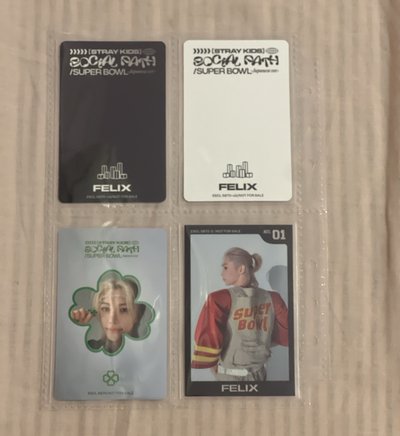 [STRAY KIDS]
SOCIAL PATH
/SUPER BOWL
FELIX
[STRAY KIDS]
SOCIAL PATH
/SUPER BOWL
FELIX
[STRAY KIDS]
SOCIAL PATH
/SUPER BOWL
NO. 01
Super
Bowl
FELIX